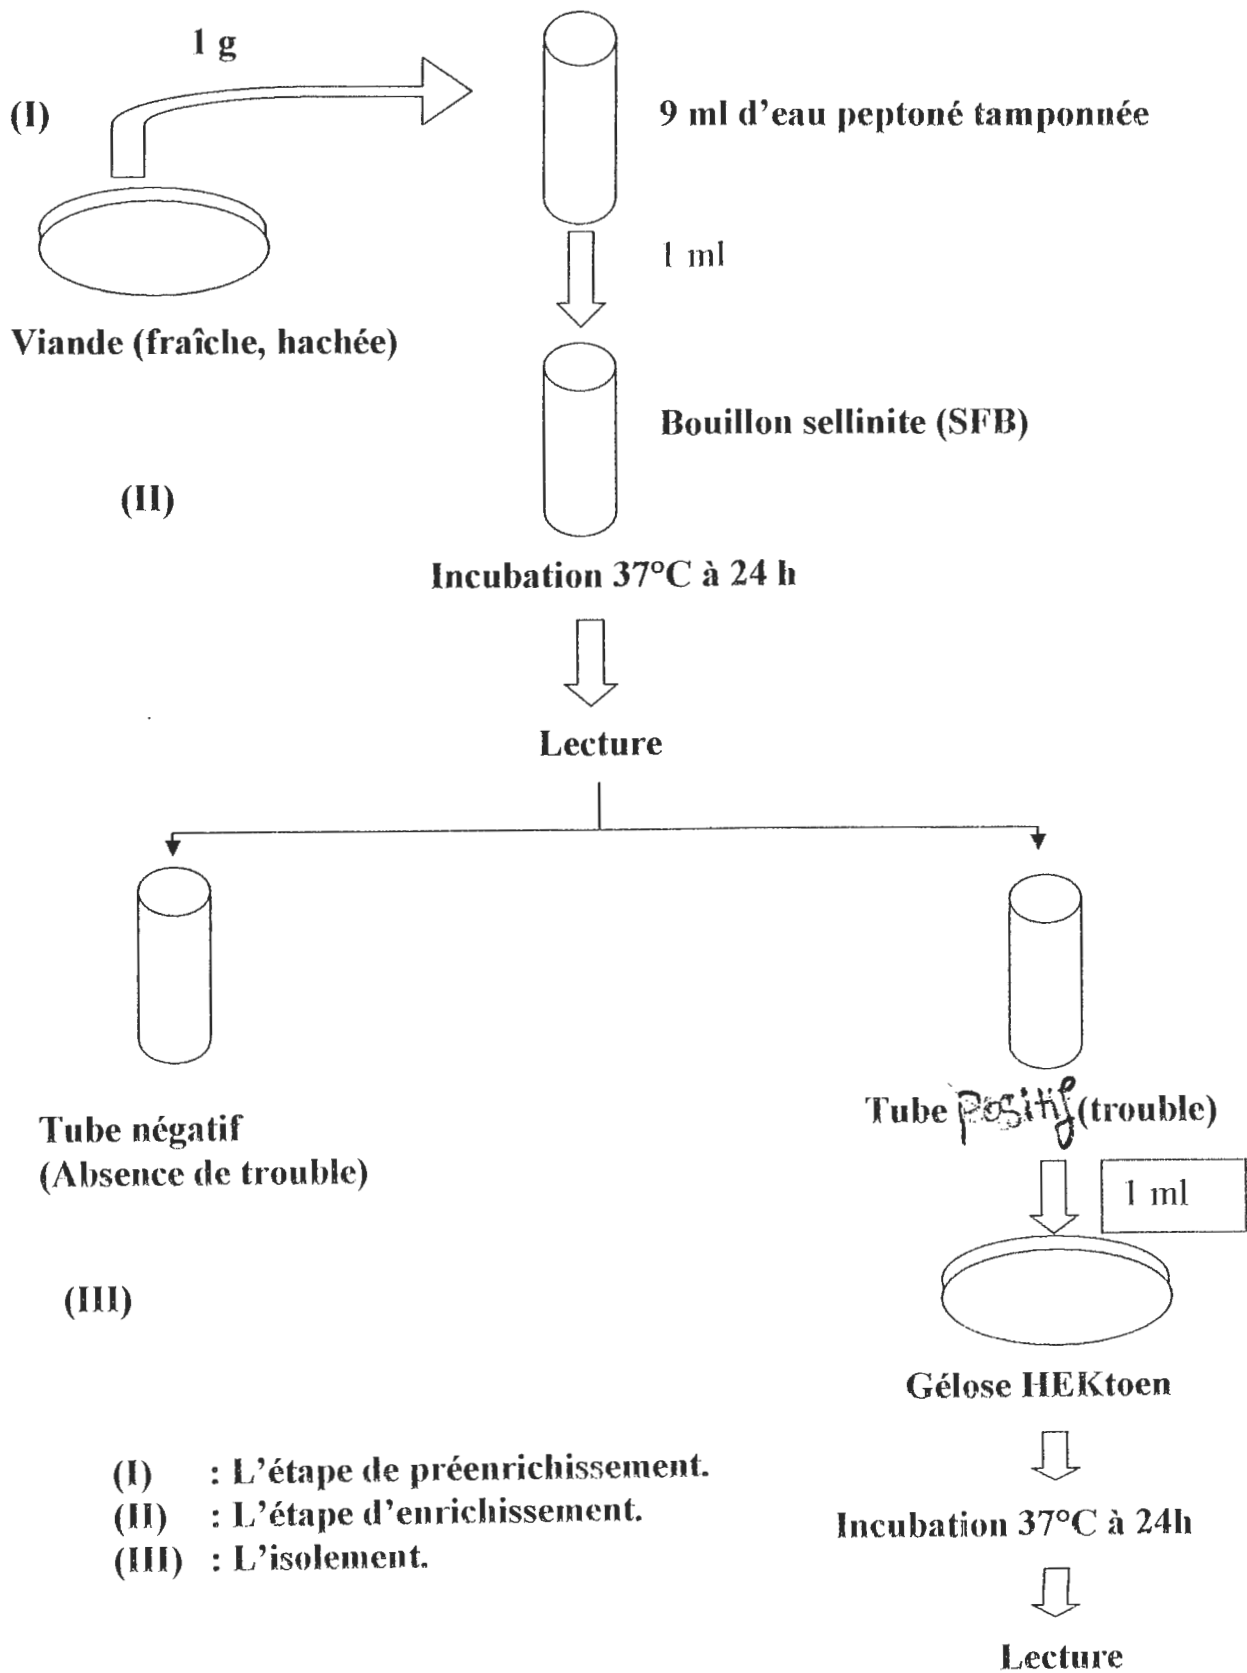 1 g
(I)
9 ml d'eau peptoné tamponnée
1 ml
Viande (fraîche, hachée)
Bouillon sellinite (SFB)
(II)
Incubation 37°C à 24 h
Lecture
Tube positif (trouble)
Tube négatif
(Absence de trouble)
1 ml
(III)
Gélose HEKtoen
(I) : L'étape de préenrichissement.
(II) : L'étape d'enrichissement.
(III) : L'isolement.
Incubation 37°C à 24h
Lecture